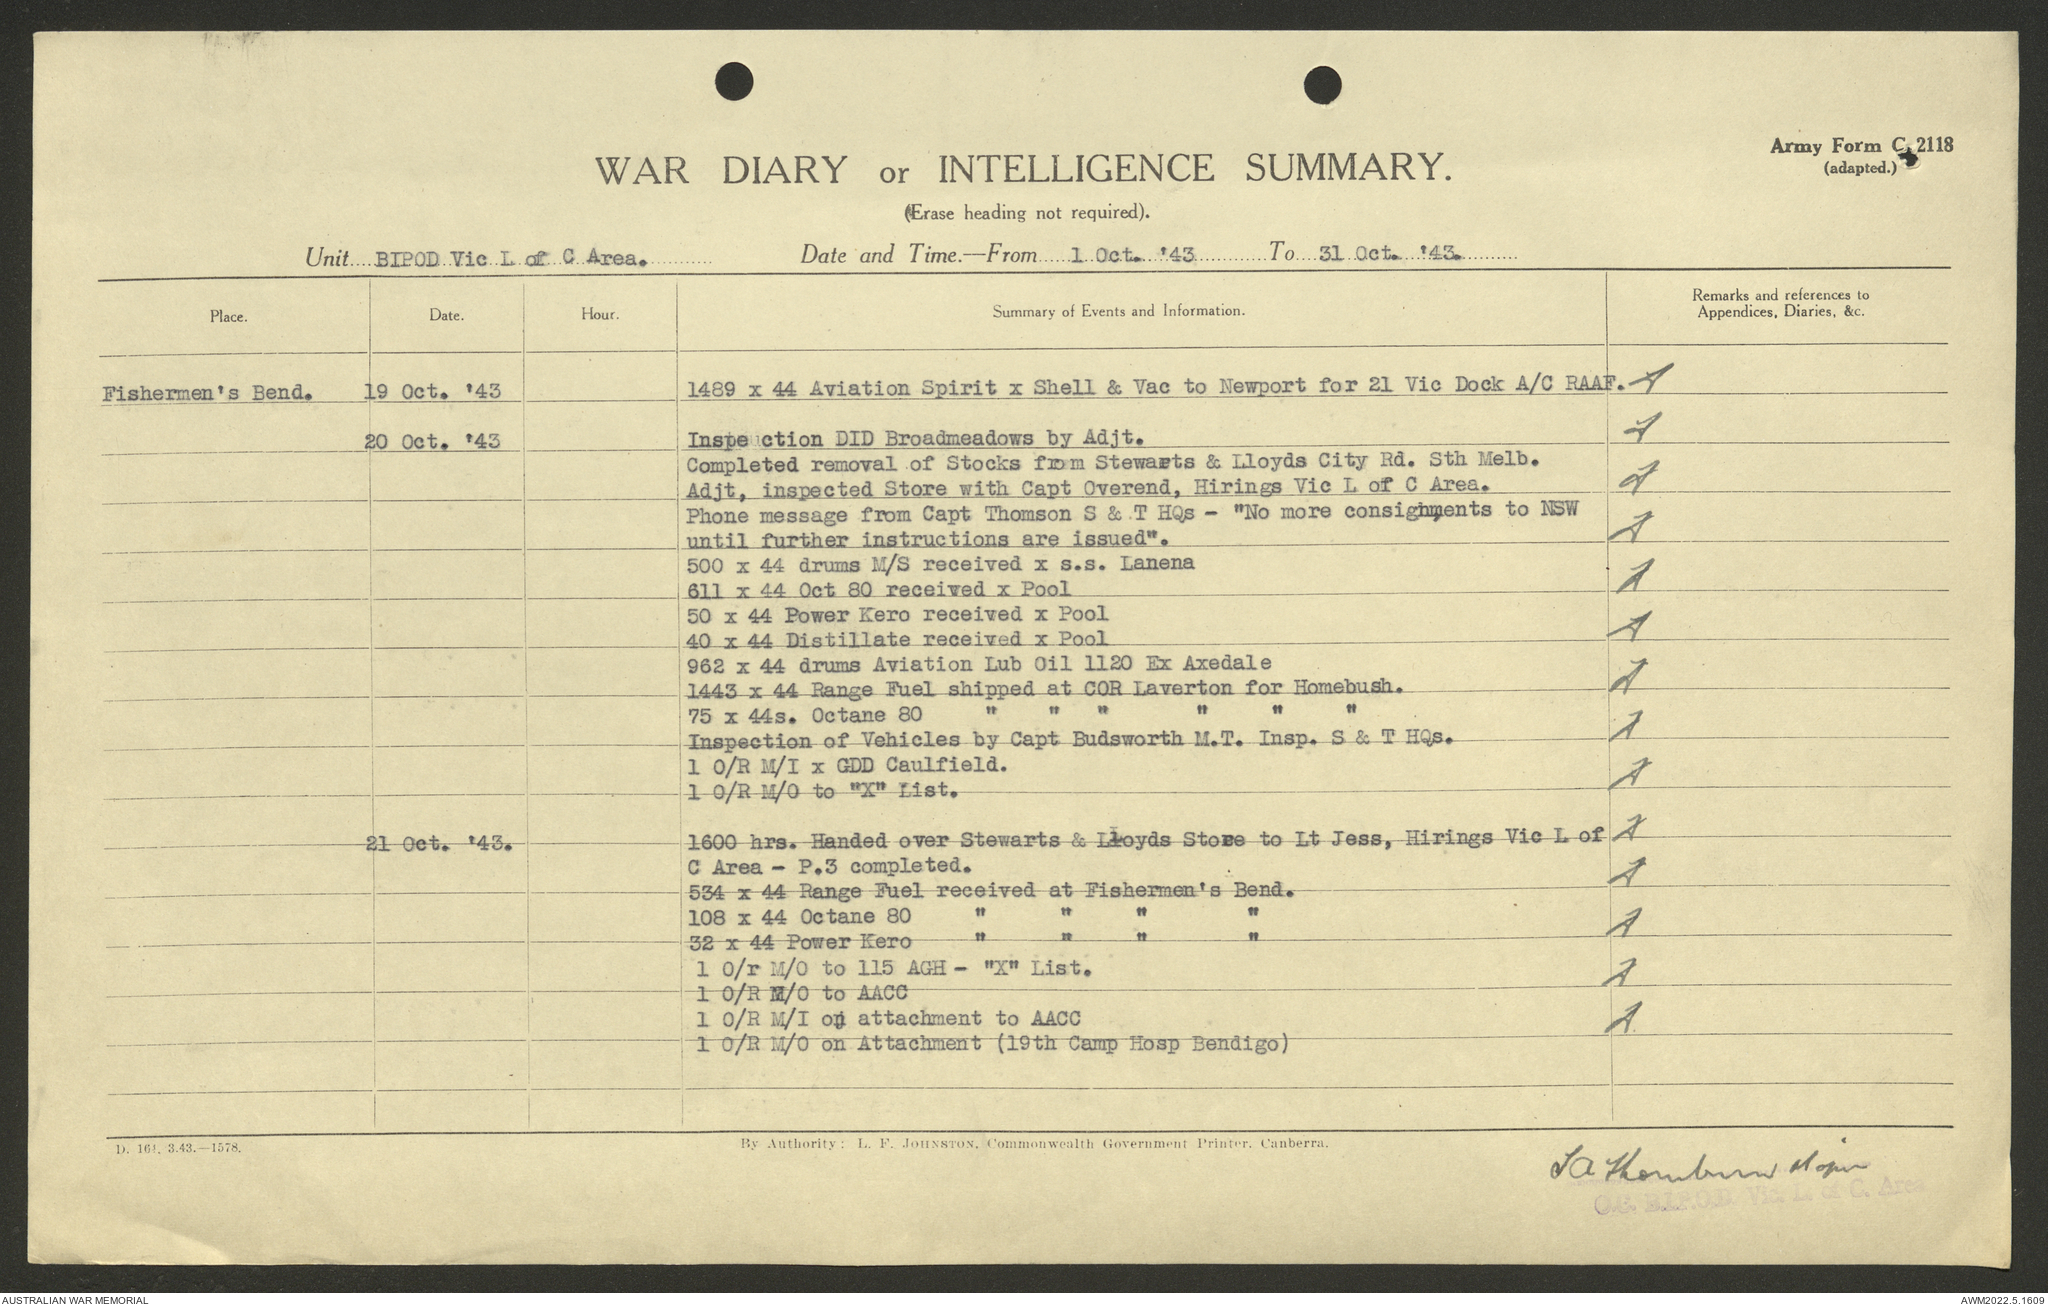 Army Form C. 2118
(adapted.)
WAR DIARY or INTELLIGENCE SUMMARY.
(Erase heading not required).
Unit BIPOD Vic L of C Area. Date and Time.—From 1 Oct. '43 To 31 Oct. '43.
Place. Date. Hour. Summary of Events and Information. Remarks and references to Appendices, Diaries, &c.
Fishermen's Bend. 19 Oct. '43 1489 x 44 Aviation Spirit x Shell & Vac to Newport for 21 Vic Dock A/C RAAF.
20 Oct. '43 Inspection DID Broadmeadows by Adjt.
Completed removal of Stocks from Stewarts & Lloyds City Rd. Sth Melb.
Adjt, inspected Store with Capt Overend, Hirings Vic L of C Area.
Phone message from Capt Thomson S & T HQs - "No more consignments to NSW
until further instructions are issued".
500 x 44 drums M/S received x s.s. Lanena
611 x 44 Oct 80 received x Pool
50 x 44 Power Kero received x Pool
40 x 44 Distillate received x Pool
962 x 44 drums Aviation Lub Oil 1120 Ex Axedale
1443 x 44 Range Fuel shipped at COR Laverton for Homebush.
75 x 44s. Octane 80 " " " " " "
Inspection of Vehicles by Capt Budsworth M.T. Insp. S & T HQs.
1 O/R M/I x GDD Caulfield.
1 O/R M/O to "X" List.
21 Oct. '43. 1600 hrs. Handed over Stewarts & Lloyds Store to Lt Jess, Hirings Vic L of
C Area - P.3 completed.
534 x 44 Range Fuel received at Fishermen's Bend.
108 x 44 Octane 80 " " " "
32 x 44 Power Kero " " " "
1 O/r M/O to 115 AGH - "X" List.
1 O/R M/O to AACC
1 O/R M/I on attachment to AACC
1 O/R M/O on Attachment (19th Camp Hosp Bendigo)
D. 161. 3.43.—1578. By Authority: L. F. JOHNSTON, Commonwealth Government Printer, Canberra.
Major
O.C. B.I.P.O.D. Vic. L. of C. Area
AUSTRALIAN WAR MEMORIAL AWM2022.5.1609